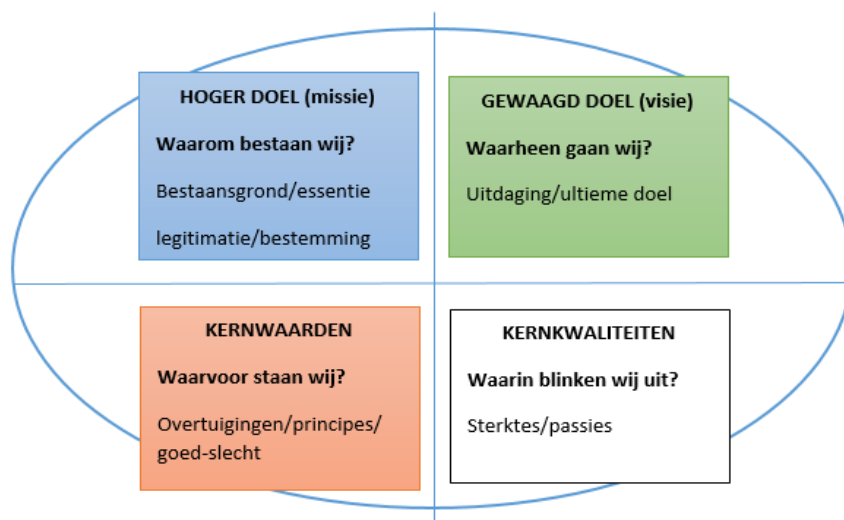 HOGER DOEL (missie)
Waarom bestaan wij?
Bestaansgrond/essentie
legitimatie/bestemming
GEWAAGD DOEL (visie)
Waarheen gaan wij?
Uitdaging/ultieme doel
KERNWAARDEN
Waarvoor staan wij?
Overtuigingen/principes/
goed-slecht
KERNKWALITEITEN
Waarin blinken wij uit?
Sterktes/passies